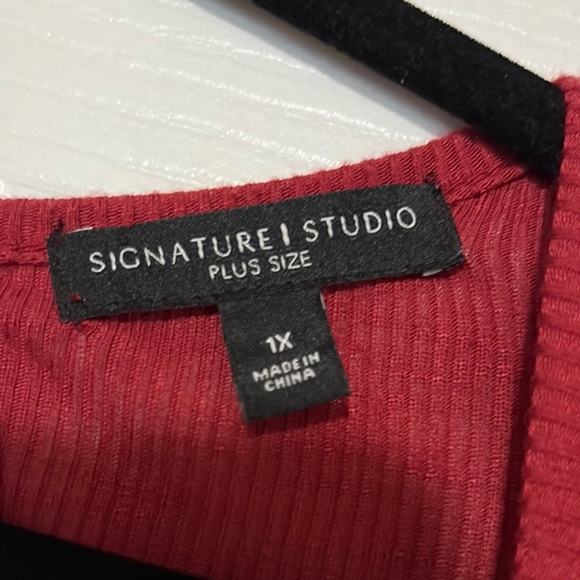 SIGNATURE | STUDIO
PLUS SIZE
1X
MADE IN
CHINA